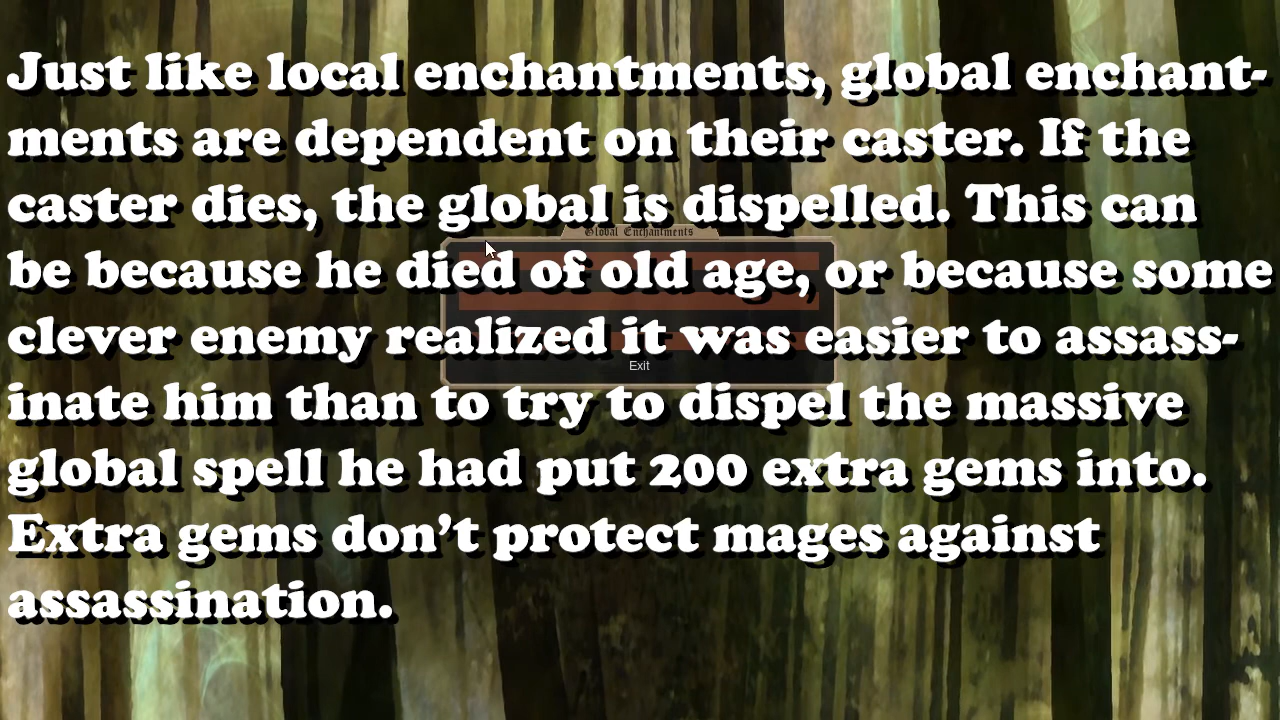 Just like local enchantments, global enchant-
ments are dependent on their caster. If the
caster dies, the global is dispelled. This can
Global Enchantments
be because he died of old age, or because some
clever enemy realized it was easier to assass-
Exit
inate him than to try to dispel the massive
global spell he had put 200 extra gems into.
Extra gems don't protect mages against
assassination.